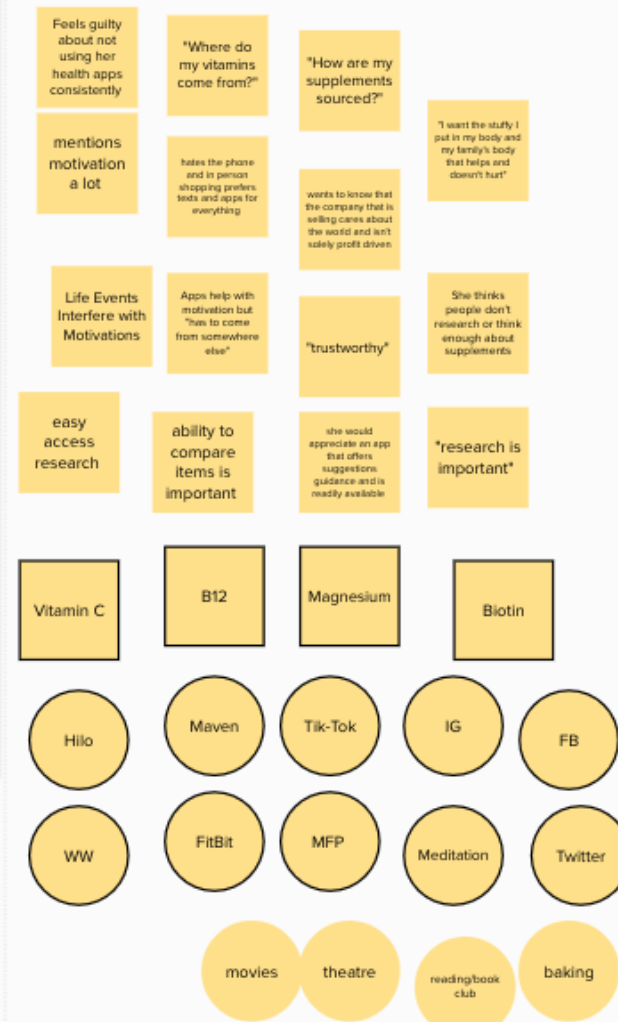 Feels guilty
about not
using her
health apps
consistently
"Where do
my vitamins
come from?"
"How are my
supplements
sourced?"
"I want the stuffy I
put in my body and
my family's body
that helps and
doesn't hurt"
mentions
motivation
a lot
hates the phone
and in person
shopping prefers
texts and apps for
everything
wants to know that
the company that is
selling cares about
the world and isn't
solely profit driven
Life Events
Interfere with
Motivations
Apps help with
motivation but
"has to come
from somewhere
else"
"trustworthy"
She thinks
people don't
research or think
enough about
supplements
easy
access
research
ability to
compare
items is
important
she would
appreciate an app
that offers
suggestions
guidance and is
readily available
"research is
important"
Vitamin C
B12
Magnesium
Biotin
Hilo
Maven
Tik-Tok
IG
FB
WW
FitBit
MFP
Meditation
Twitter
movies
theatre
reading/book
club
baking